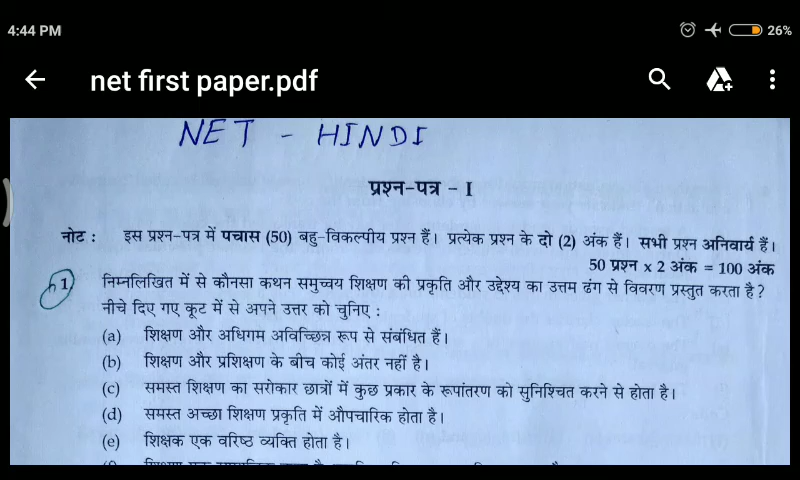 4:44 PM
26%
net first paper.pdf
NET - HINDI
प्रश्न-पत्र - I
नोट : इस प्रश्न-पत्र में पचास (50) बहु-विकल्पीय प्रश्न हैं। प्रत्येक प्रश्न के दो (2) अंक हैं। सभी प्रश्न अनिवार्य हैं।
50 प्रश्न x 2 अंक = 100 अंक
1 निम्नलिखित में से कौनसा कथन समुच्चय शिक्षण की प्रकृति और उद्देश्य का उत्तम ढंग से विवरण प्रस्तुत करता है ?
नीचे दिए गए कूट में से अपने उत्तर को चुनिए :
(a) शिक्षण और अधिगम अविच्छिन्न रूप से संबंधित हैं।
(b) शिक्षण और प्रशिक्षण के बीच कोई अंतर नहीं है।
(c) समस्त शिक्षण का सरोकार छात्रों में कुछ प्रकार के रूपांतरण को सुनिश्चित करने से होता है।
(d) समस्त अच्छा शिक्षण प्रकृति में औपचारिक होता है।
(e) शिक्षक एक वरिष्ठ व्यक्ति होता है।